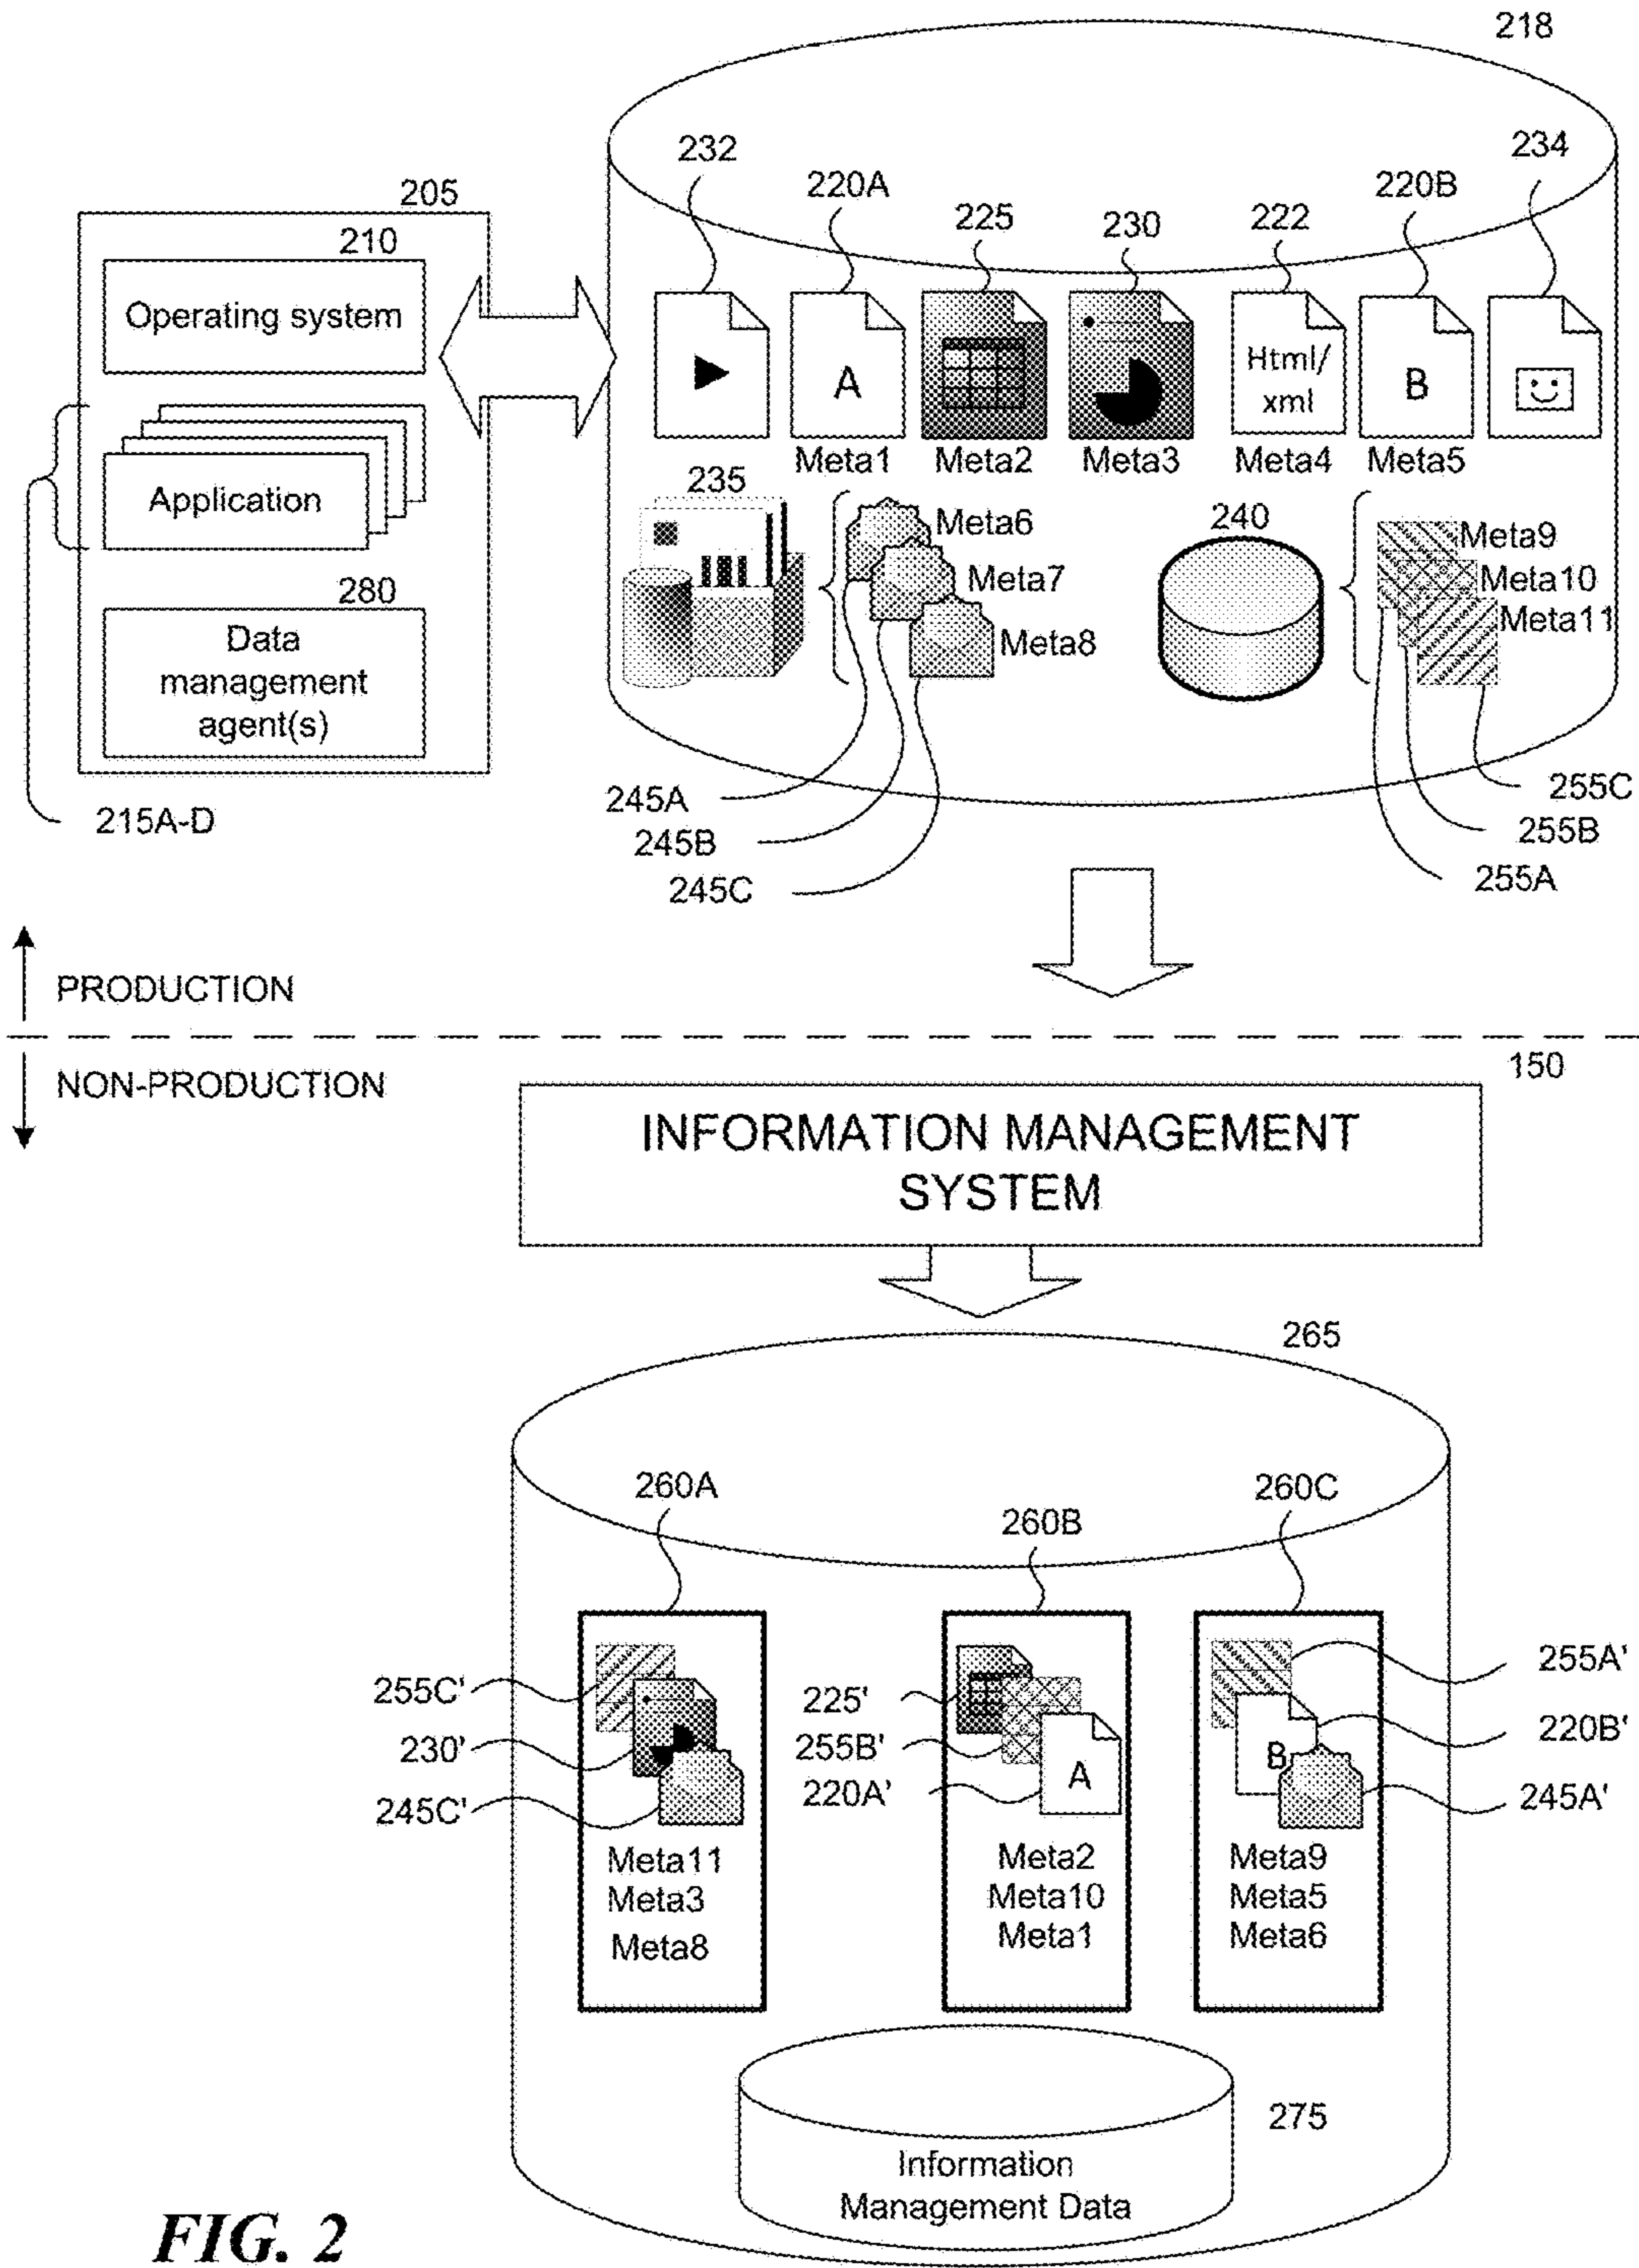 218
232
234
220A
220B
205
225
230
222
210
Operating system
Html/
xml
A
B
Meta1
Meta2
Meta3
Meta4
Meta5
235
Application
240
Meta6
Meta9
Meta7
Meta10
Meta11
280
Meta8
Data
management
agent(s)
245A
255C
215A-D
245B
255B
245C
255A
PRODUCTION
150
NON-PRODUCTION
INFORMATION MANAGEMENT
SYSTEM
265
260A
260B
260C
255C'
225'
255A'
230'
255B'
220B'
B
245C'
220A'
A
245A'
Meta11
Meta3
Meta8
Meta2
Meta10
Meta1
Meta9
Meta5
Meta6
275
Information
Management Data
FIG. 2